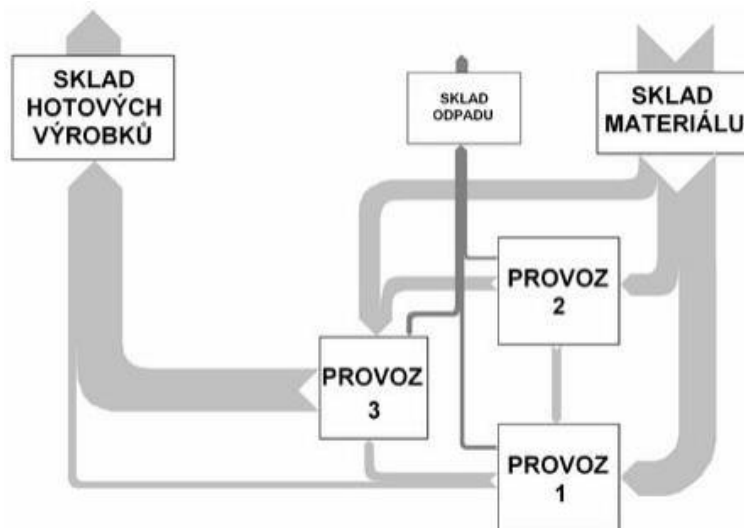 SKLAD
HOTOVÝCH
VÝROBKŮ
SKLAD
ODPADU
SKLAD
MATERIÁLU
PROVOZ
2
PROVOZ
3
PROVOZ
1